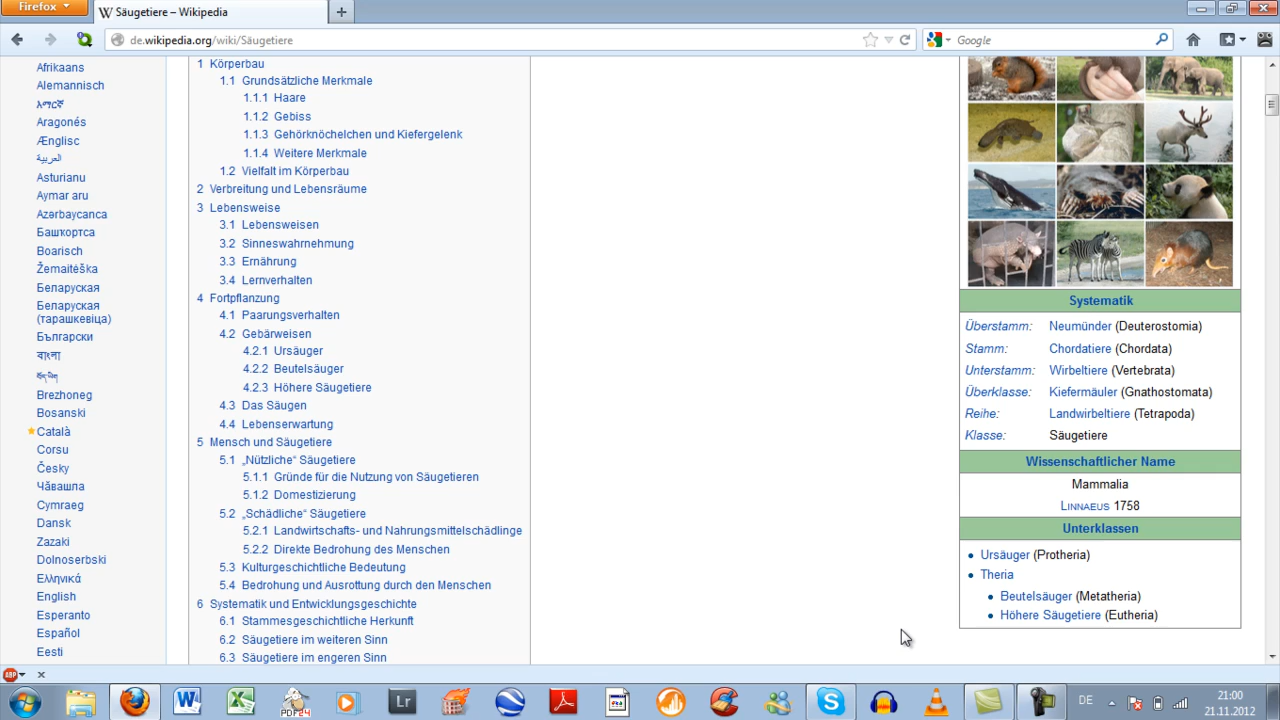 Firefox
Säugetiere – Wikipedia
de.wikipedia.org/wiki/Säugetiere
Google
Afrikaans
Alemannisch
አማርኛ
Aragonés
Ænglisc
العربية
Asturianu
Aymar aru
Azərbaycanca
Башҡортса
Boarisch
Žemaitėška
Беларуская
Беларуская
(тарашкевіца)
Български
বাংলা
བོད་ཡིག
Brezhoneg
Bosanski
Català
Corsu
Česky
Чӑвашла
Cymraeg
Dansk
Zazaki
Dolnoserbski
Ελληνικά
English
Esperanto
Español
Eesti
1 Körperbau
1.1 Grundsätzliche Merkmale
1.1.1 Haare
1.1.2 Gebiss
1.1.3 Gehörknöchelchen und Kiefergelenk
1.1.4 Weitere Merkmale
1.2 Vielfalt im Körperbau
2 Verbreitung und Lebensräume
3 Lebensweise
3.1 Lebensweisen
3.2 Sinneswahrnehmung
3.3 Ernährung
3.4 Lernverhalten
4 Fortpflanzung
4.1 Paarungsverhalten
4.2 Gebärweisen
4.2.1 Ursäuger
4.2.2 Beutelsäuger
4.2.3 Höhere Säugetiere
4.3 Das Säugen
4.4 Lebenserwartung
5 Mensch und Säugetiere
5.1 „Nützliche“ Säugetiere
5.1.1 Gründe für die Nutzung von Säugetieren
5.1.2 Domestizierung
5.2 „Schädliche“ Säugetiere
5.2.1 Landwirtschafts- und Nahrungsmittelschädlinge
5.2.2 Direkte Bedrohung des Menschen
5.3 Kulturgeschichtliche Bedeutung
5.4 Bedrohung und Ausrottung durch den Menschen
6 Systematik und Entwicklungsgeschichte
6.1 Stammesgeschichtliche Herkunft
6.2 Säugetiere im weiteren Sinn
6.3 Säugetiere im engeren Sinn
Systematik
Überstamm: Neumünder (Deuterostomia)
Stamm: Chordatiere (Chordata)
Unterstamm: Wirbeltiere (Vertebrata)
Überklasse: Kiefermäuler (Gnathostomata)
Reihe: Landwirbeltiere (Tetrapoda)
Klasse: Säugetiere
Wissenschaftlicher Name
Mammalia
LINNAEUS 1758
Unterklassen
• Ursäuger (Protheria)
• Theria
• Beutelsäuger (Metatheria)
• Höhere Säugetiere (Eutheria)
ABP
PDF24
Lr
DE
21:00
21.11.2012